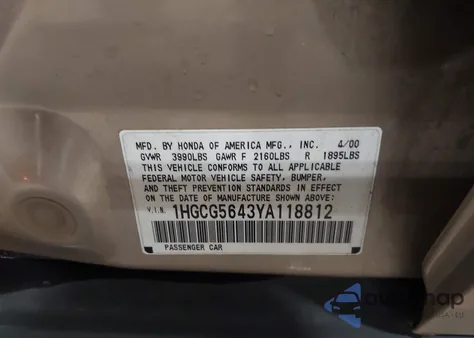 MFD. BY HONDA OF AMERICA MFG., INC. 4/00
GVWR 3990LBS GAWR F 2160LBS R 1895LBS
THIS VEHICLE CONFORMS TO ALL APPLICABLE
FEDERAL MOTOR VEHICLE SAFETY, BUMPER,
AND THEFT PREVENTION STANDARDS IN EFFECT ON
THE DATE OF MANUFACTURE SHOWN ABOVE:
V.I.N. 1HGCG5643YA118812
PASSENGER CAR